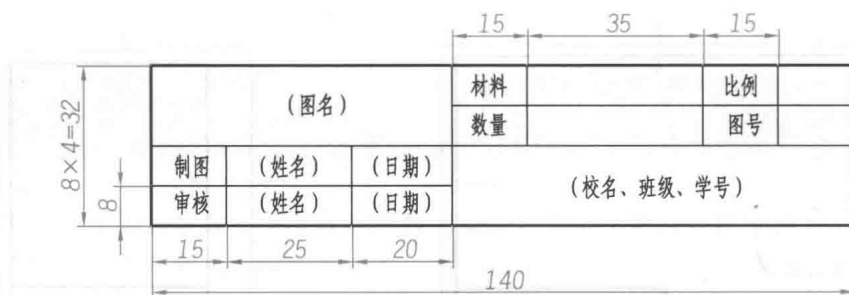 15 35 15
材料 比例
(图名)
数量 图号
8×4=32
制图 (姓名) (日期)
(校名、班级、学号)
8
审核 (姓名) (日期)
15 25 20
140